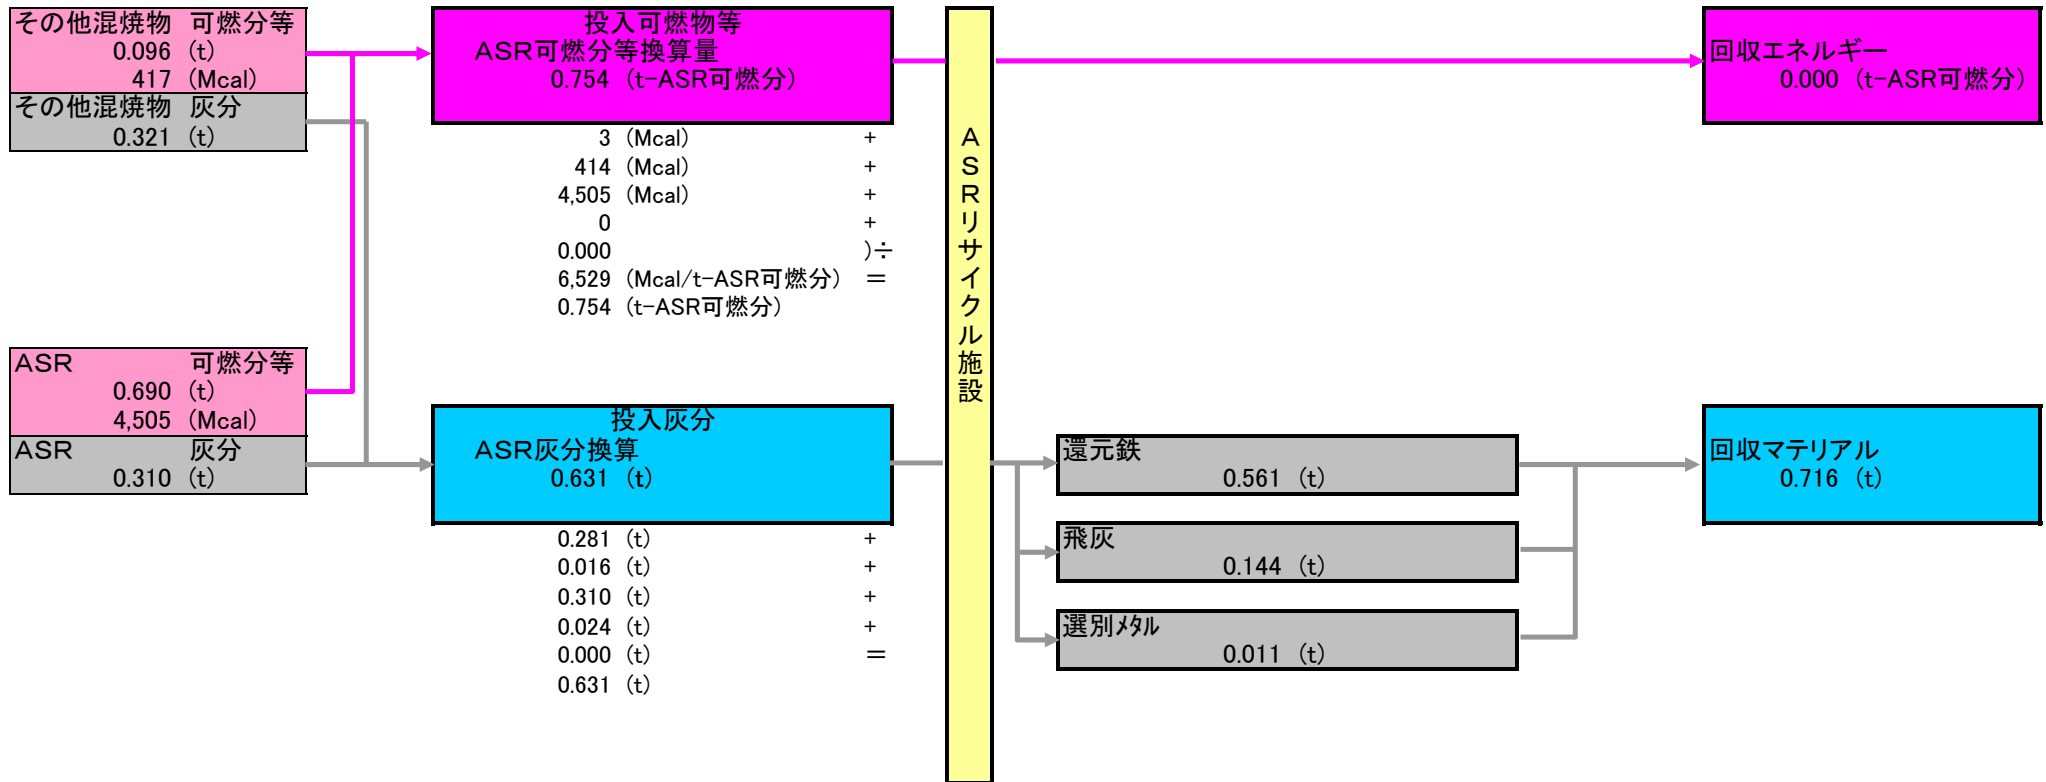 その他混焼物 可燃分等
0.096 (t)
417 (Mcal)
その他混焼物 灰分
0.321 (t)
ASR 可燃分等
0.690 (t)
4,505 (Mcal)
ASR 灰分
0.310 (t)
投入可燃物等
ASR可燃分等換算量
0.754 (t-ASR可燃分)
3 (Mcal) +
414 (Mcal) +
4,505 (Mcal) +
0 +
0.000 )÷
6,529 (Mcal/t-ASR可燃分) =
0.754 (t-ASR可燃分)
投入灰分
ASR灰分換算
0.631 (t)
0.281 (t) +
0.016 (t) +
0.310 (t) +
0.024 (t) +
0.000 (t) =
0.631 (t)
ASRリサイクル施設
還元鉄
0.561 (t)
飛灰
0.144 (t)
選別ﾒﾀﾙ
0.011 (t)
回収エネルギー
0.000 (t-ASR可燃分)
回収マテリアル
0.716 (t)